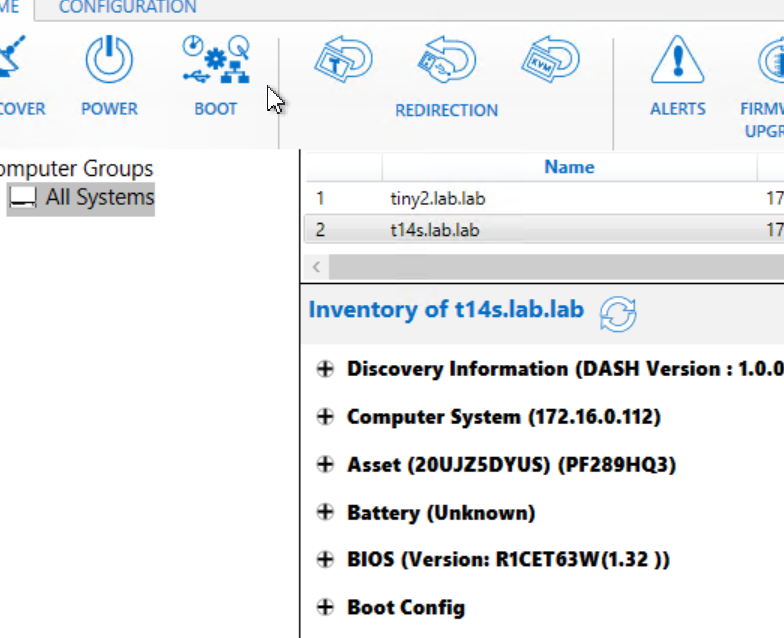 ME CONFIGURATION
COVER POWER BOOT T KVM REDIRECTION ALERTS FIRMW
UPGR
omputer Groups
All Systems
Name
1 tiny2.lab.lab 17
2 t14s.lab.lab 17
Inventory of t14s.lab.lab
Discovery Information (DASH Version : 1.0.0
Computer System (172.16.0.112)
Asset (20UJZ5DYUS) (PF289HQ3)
Battery (Unknown)
BIOS (Version: R1CET63W(1.32 ))
Boot Config